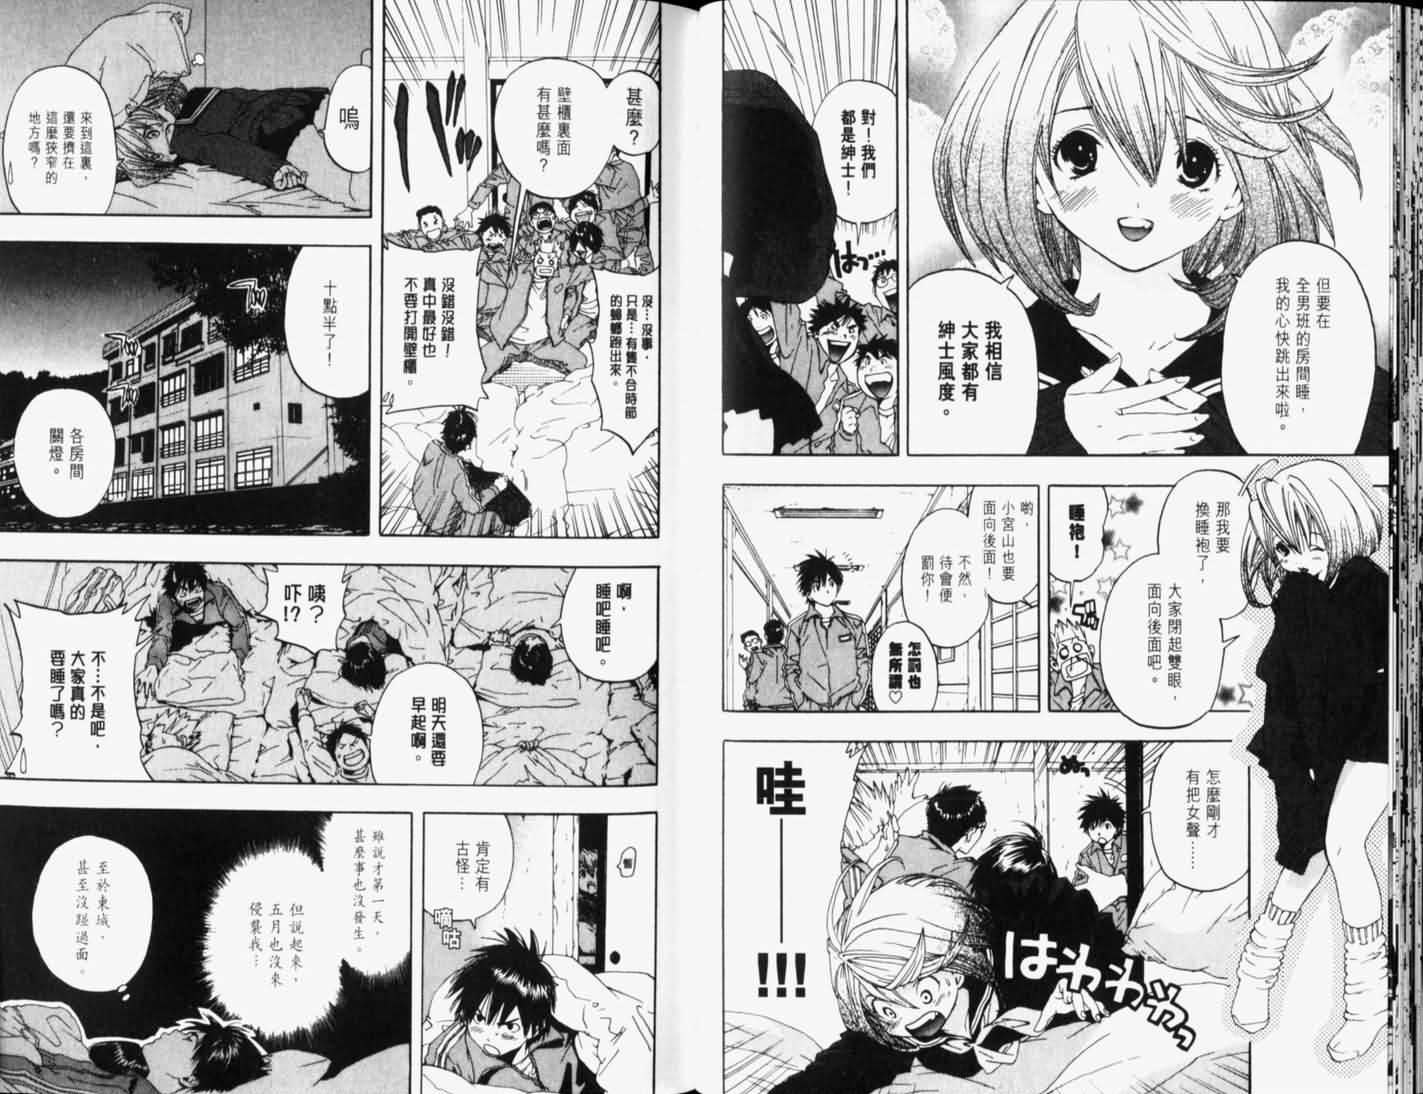 但要在
全男班的房間睡，
我的心快跳出來啦。
我相信
大家都有
紳士風度。
對！我們
都是紳士！
はっ…
那我要
換睡袍了，
大家閉起雙眼，
面向後面吧。
睡袍！
喲，
小宮山也要
面向後面！
不然，
待會便
罰你！
怎罰也
無所謂♡
怎麼剛才
有把女聲……
ぬっ
哇——!!!
はわわわっ
甚麼？
壁櫃裏面
有甚麼嗎？
沒…沒事，
只是…有隻不合時節
的蟑螂跑出來。
沒錯沒錯！
真中最好也
不要打開壁櫃。
嗚
來到這裏，
還要擠在
這麼狹窄的
地方嗎？
十點半了！
各房間
關燈。
啊，
睡吧睡吧。
明天還要
早起啊。
咦？
吓!?
不…不是吧，
大家真的
要睡了嗎？
肯定有
古怪…
嘀咕
雖說才第一天，
甚麼事也沒發生。
但說起來，
五月也沒來
侵襲我…
至於東城，
甚至沒碰過面。